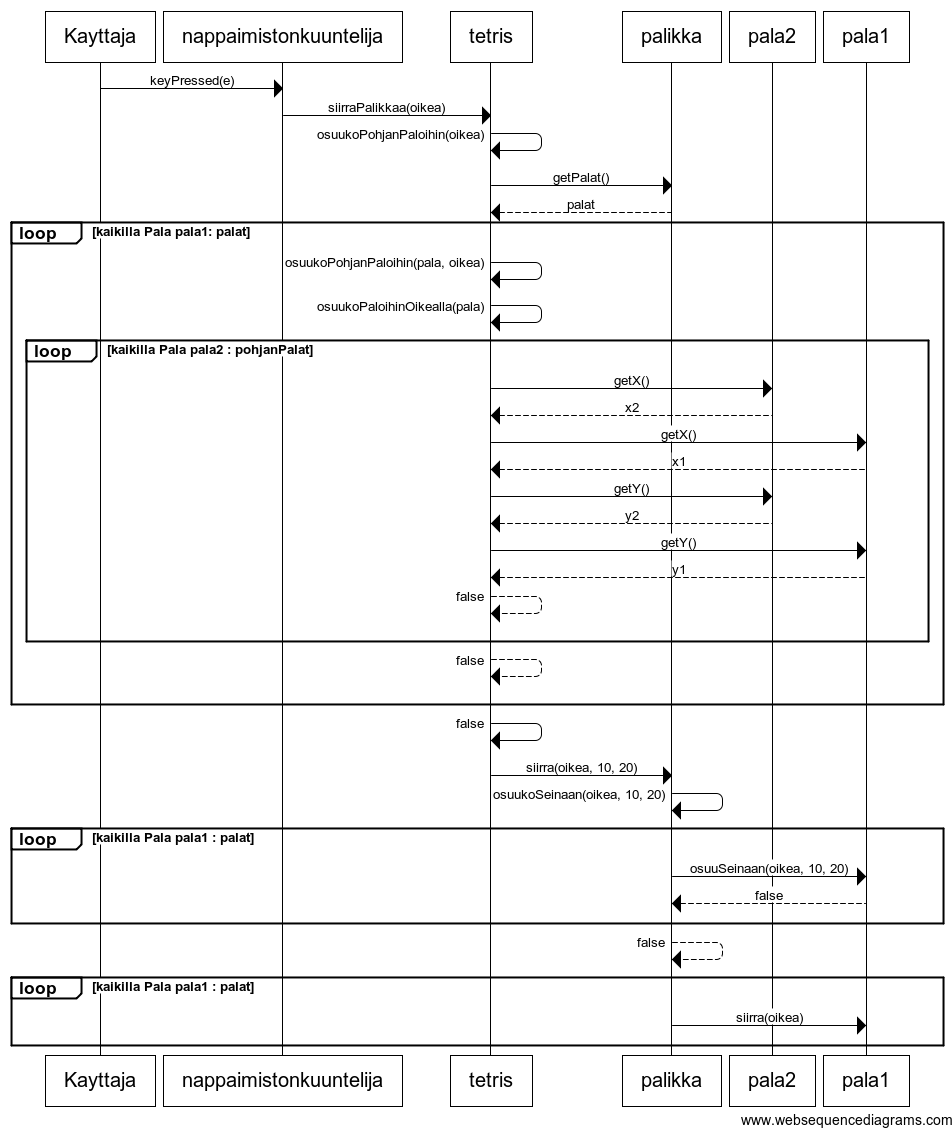 Kayttaja nappaimistonkuuntelija tetris palikka pala2 pala1
keyPressed(e)
siirraPalikkaa(oikea)
osuukoPohjanPaloihin(oikea)
getPalat()
palat
loop [kaikilla Pala pala1: palat]
osuukoPohjanPaloihin(pala, oikea)
osuukoPaloihinOikealla(pala)
loop [kaikilla Pala pala2 : pohjanPalat]
getX()
x2
getX()
x1
getY()
y2
getY()
y1
false
false
false
siirra(oikea, 10, 20)
osuukoSeinaan(oikea, 10, 20)
loop [kaikilla Pala pala1 : palat]
osuuSeinaan(oikea, 10, 20)
false
false
loop [kaikilla Pala pala1 : palat]
siirra(oikea)
Kayttaja nappaimistonkuuntelija tetris palikka pala2 pala1
www.websequencediagrams.com